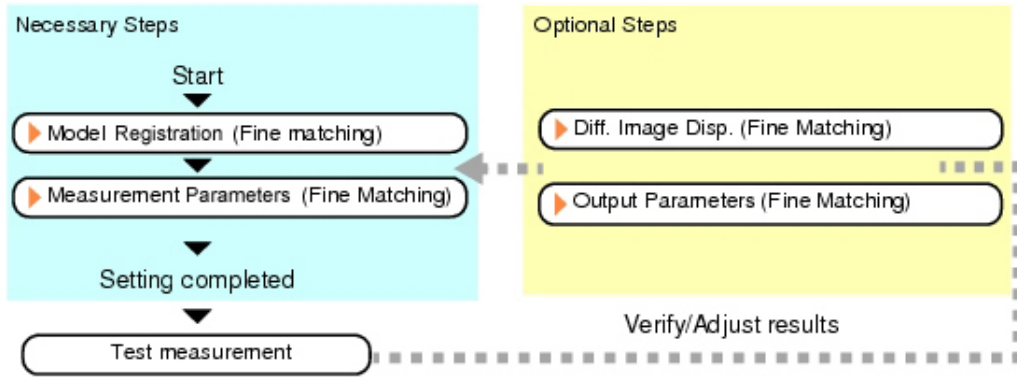 Necessary Steps
Start
Model Registration (Fine matching)
Measurement Parameters (Fine Matching)
Setting completed
Test measurement
Optional Steps
Diff. Image Disp. (Fine Matching)
Output Parameters (Fine Matching)
Verify/Adjust results